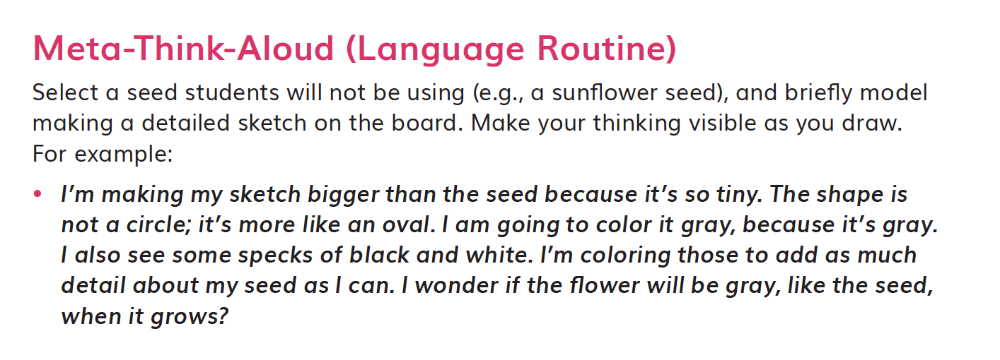 Meta-Think-Aloud (Language Routine)
Select a seed students will not be using (e.g., a sunflower seed), and briefly model
making a detailed sketch on the board. Make your thinking visible as you draw.
For example:
• I’m making my sketch bigger than the seed because it’s so tiny. The shape is
not a circle; it’s more like an oval. I am going to color it gray, because it’s gray.
I also see some specks of black and white. I’m coloring those to add as much
detail about my seed as I can. I wonder if the flower will be gray, like the seed,
when it grows?